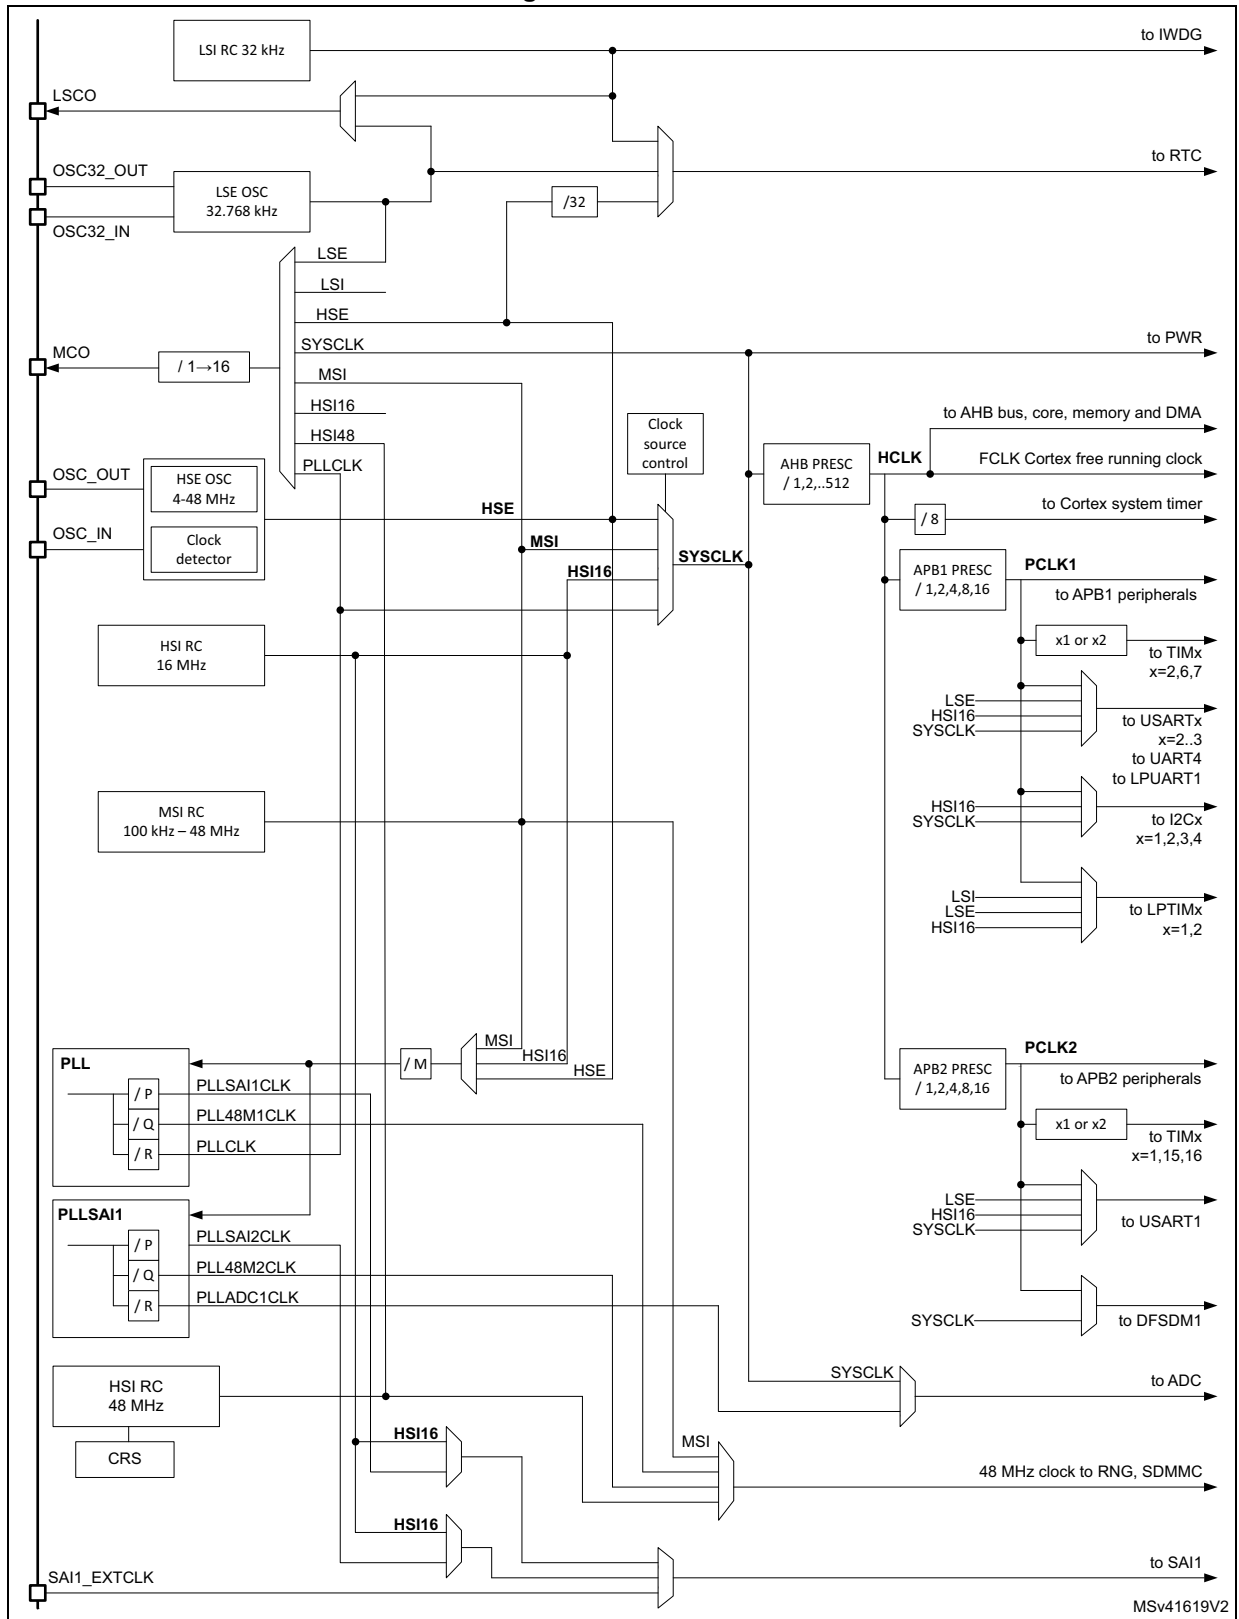 to IWDG
LSI RC 32 kHz
LSCO
to RTC
OSC32_OUT
LSE OSC
32.768 kHz
/32
OSC32_IN
LSE
LSI
HSE
SYSCLK
to PWR
MCO
/ 1→16
MSI
HSI16
HSI48
PLLCLK
Clock
source
control
to AHB bus, core, memory and DMA
AHB PRESC
/ 1,2,..512
HCLK
FCLK Cortex free running clock
OSC_OUT
HSE OSC
4-48 MHz
/ 8
to Cortex system timer
OSC_IN
Clock
detector
HSE
MSI
HSI16
SYSCLK
APB1 PRESC
/ 1,2,4,8,16
PCLK1
to APB1 peripherals
HSI RC
16 MHz
x1 or x2
to TIMx
x=2,6,7
LSE
HSI16
SYSCLK
to USARTx
x=2..3
to UART4
to LPUART1
MSI RC
100 kHz – 48 MHz
HSI16
SYSCLK
to I2Cx
x=1,2,3,4
LSI
LSE
HSI16
to LPTIMx
x=1,2
MSI
HSI16
HSE
/ M
PLL
/ P
PLLSAI1CLK
/ Q
PLL48M1CLK
/ R
PLLCLK
APB2 PRESC
/ 1,2,4,8,16
PCLK2
to APB2 peripherals
x1 or x2
to TIMx
x=1,15,16
PLLSAI1
/ P
PLLSAI2CLK
/ Q
PLL48M2CLK
/ R
PLLADC1CLK
LSE
HSI16
SYSCLK
to USART1
SYSCLK
to DFSDM1
HSI RC
48 MHz
CRS
SYSCLK
to ADC
HSI16
MSI
48 MHz clock to RNG, SDMMC
HSI16
to SAI1
SAI1_EXTCLK
MSv41619V2